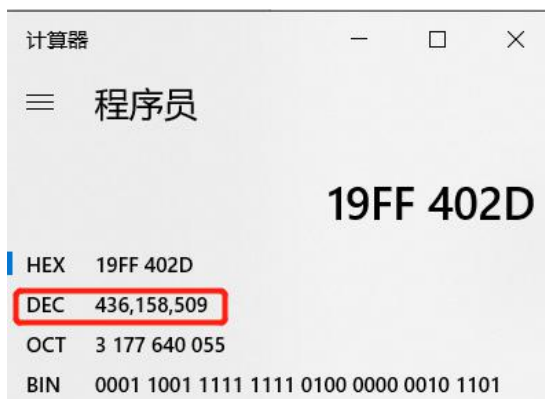 计算器
程序员
19FF 402D
HEX 19FF 402D
DEC 436,158,509
OCT 3 177 640 055
BIN 0001 1001 1111 1111 0100 0000 0010 1101